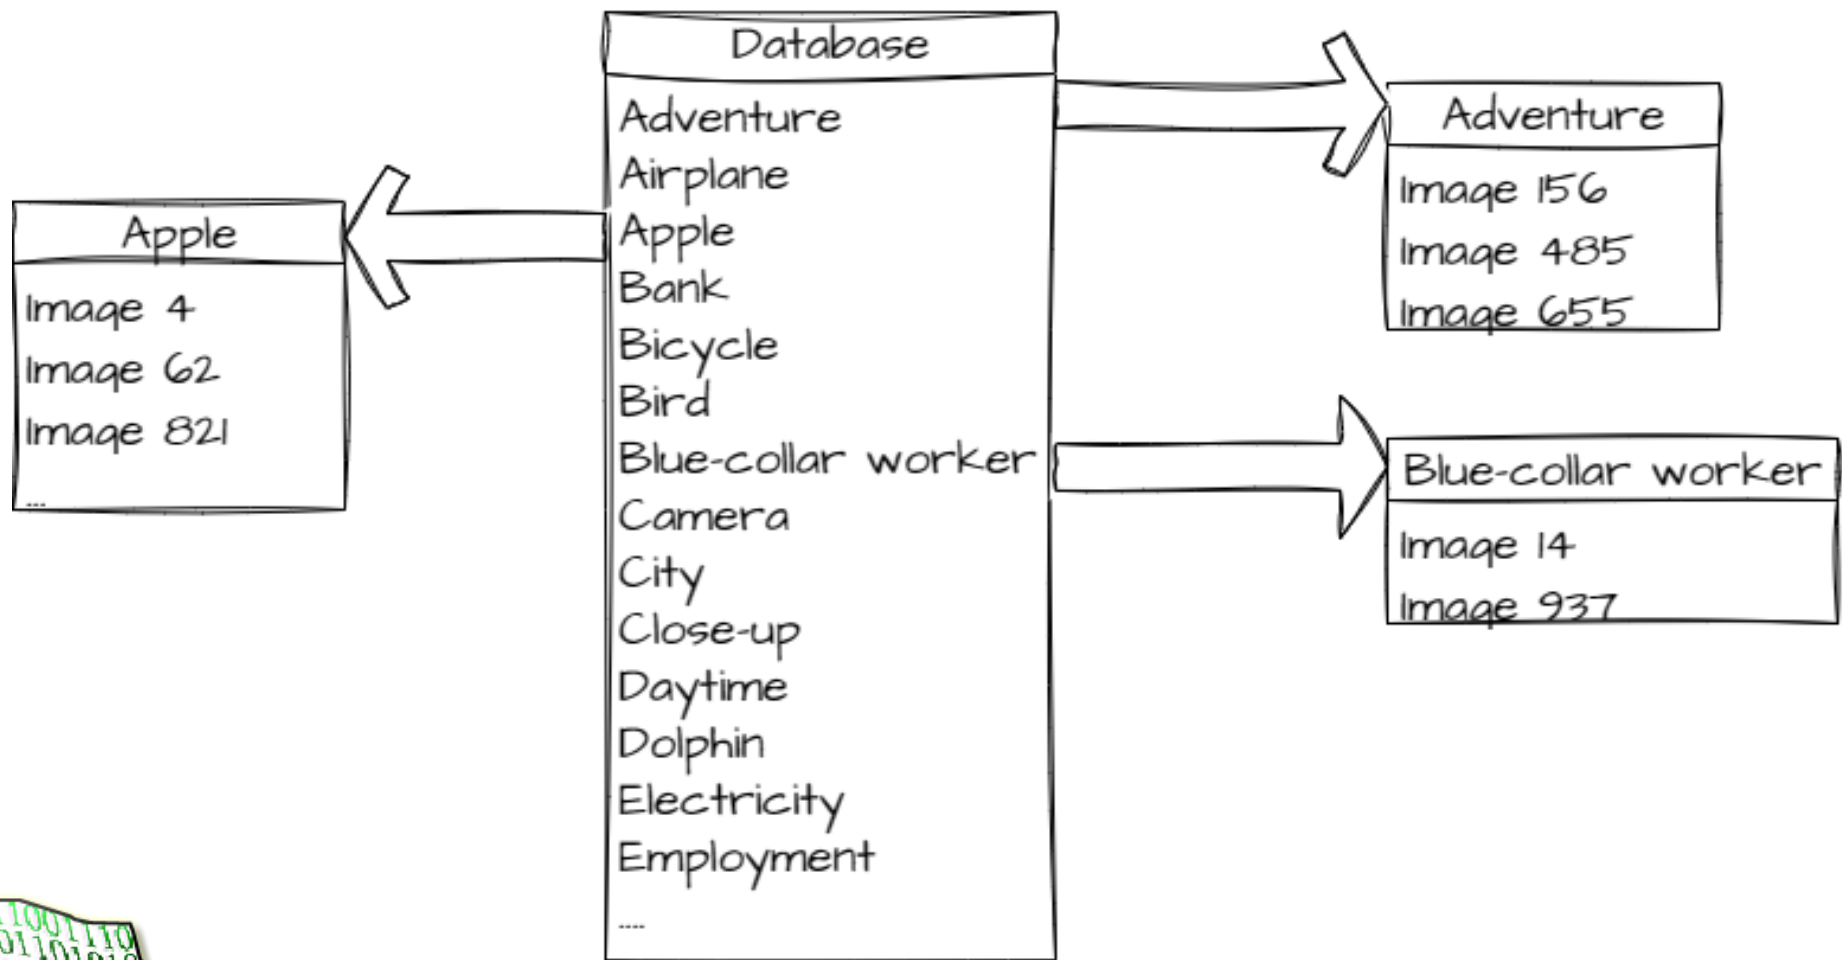 Database
Adventure
Airplane
Apple
Bank
Bicycle
Bird
Blue-collar worker
Camera
City
Close-up
Daytime
Dolphin
Electricity
Employment
....
Apple
Image 4
Image 62
Image 821
...
Adventure
Image 156
Image 485
Image 655
Blue-collar worker
Image 14
Image 937